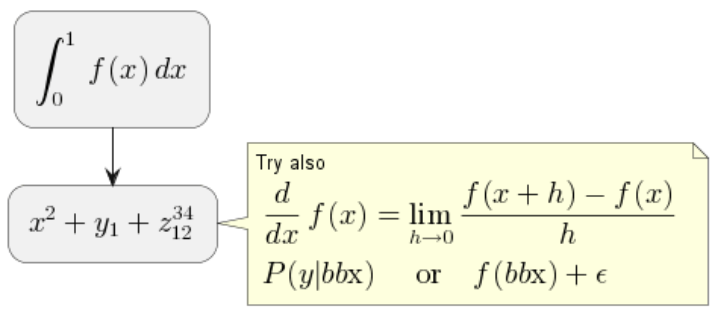 ∫₀¹ f(x) dx
x² + y₁ + z₁₂³⁴
Try also
d/dx f(x) = lim_{h→0} (f(x + h) − f(x))/h
P(y|bbx) or f(bbx) + ϵ